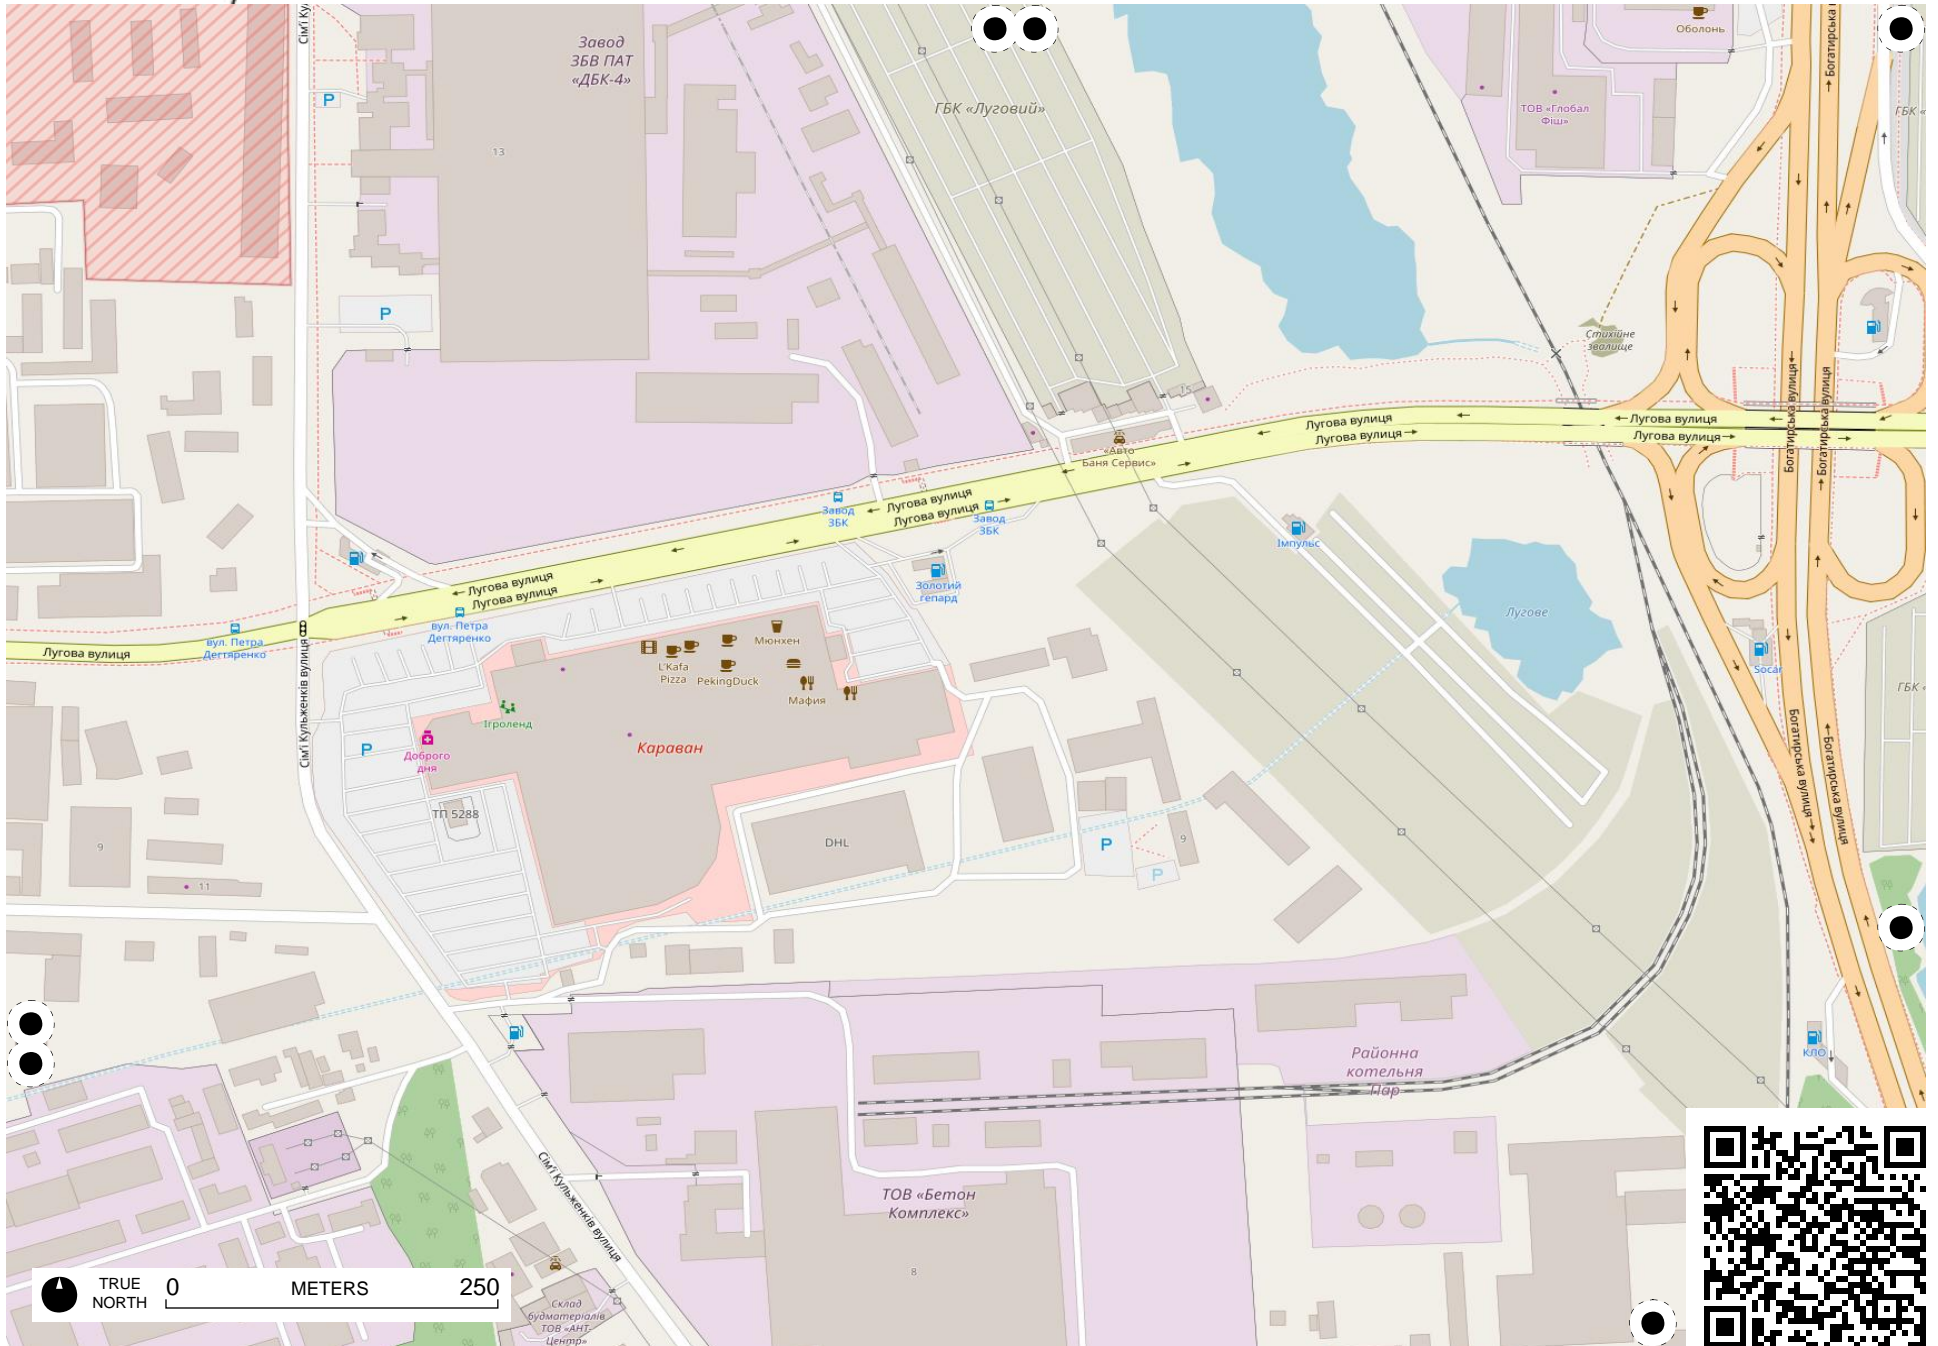 Завод
ЗБВ ПАТ
«ДБК-4»
13
ГБК «Луговий»
Оболонь
ТОВ «Глобал
Фіш»
Богатирська
ГБК «
Сім'ї Ку
P
P
Стихійне
звалище
15
«Авто
Баня Сервис»
Лугова вулиця
Лугова вулиця
Лугова вулиця
Лугова вулиця
Богатирська вулиця
Богатирська вулиця
Завод
ЗБК
Лугова вулиця
Лугова вулиця
Завод
ЗБК
Імпульс
Золотий
гепард
Лугова вулиця
Лугова вулиця
вул. Петра
Дегтяренко
вул. Петра
Дегтяренко
Лугова вулиця
Лугове
Socar
ГБК «
Мюнхен
L'Kafa
Pizza
PekingDuck
Мафия
Ігроленд
Караван
Доброго
дня
P
Сім'ї Кульженків вулиця
ТП 5288
DHL
P
P
9
9
11
Богатирська вулиця
Богатирська вулиця
КЛО
Районна
котельня
Пар
ТОВ «Бетон
Комплекс»
8
Сім'ї Кульженків вулиця
Склад
будматеріалів
ТОВ «АНТ-
Центр»
TRUE
NORTH
0
METERS
250